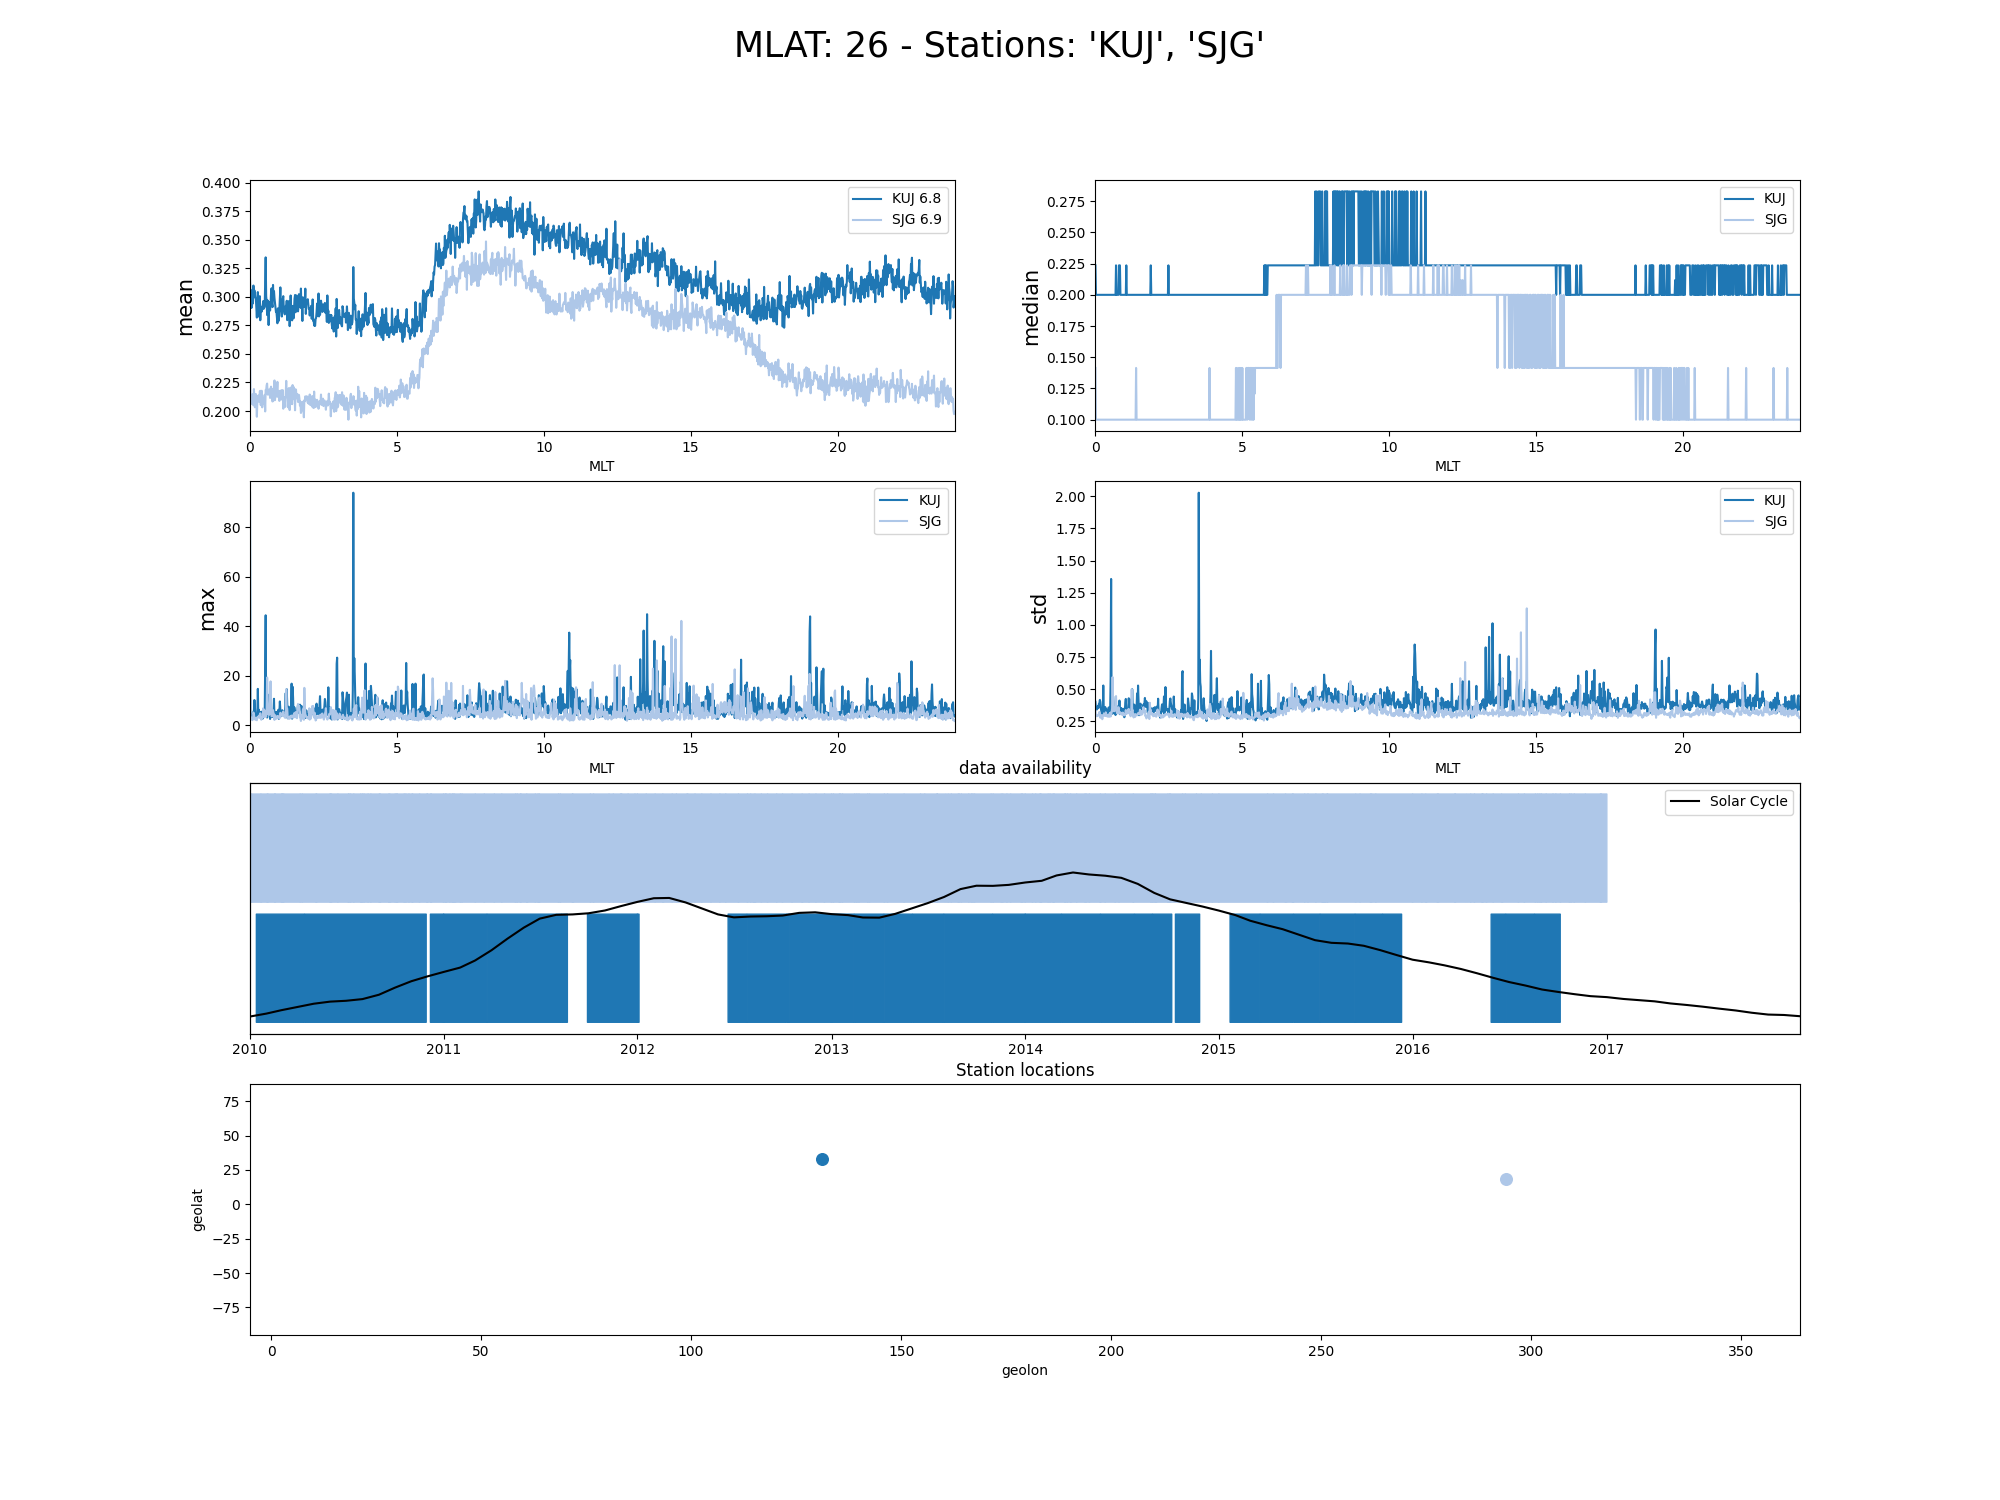 MLAT: 26 - Stations: 'KUJ', 'SJG'
mean
0.400
0.375
0.350
0.325
0.300
0.275
0.250
0.225
0.200
KUJ 6.8
SJG 6.9
0 5 10 15 20
MLT
median
0.275
0.250
0.225
0.200
0.175
0.150
0.125
0.100
KUJ
SJG
0 5 10 15 20
MLT
max
80
60
40
20
0
KUJ
SJG
0 5 10 15 20
MLT
std
2.00
1.75
1.50
1.25
1.00
0.75
0.50
0.25
KUJ
SJG
0 5 10 15 20
MLT
data availability
Solar Cycle
2010 2011 2012 2013 2014 2015 2016 2017
Station locations
geolat
75
50
25
0
−25
−50
−75
0 50 100 150 200 250 300 350
geolon